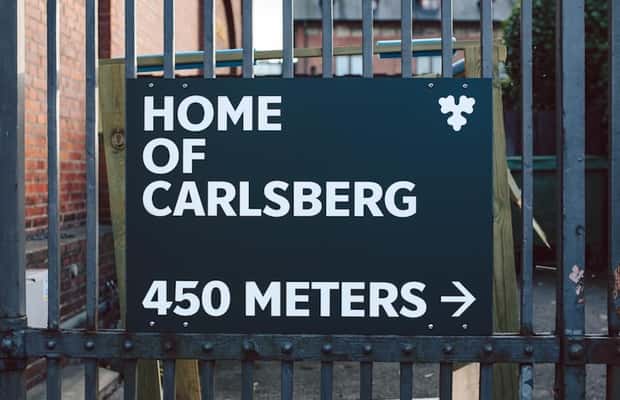 HOME
OF
CARLSBERG
450 METERS →